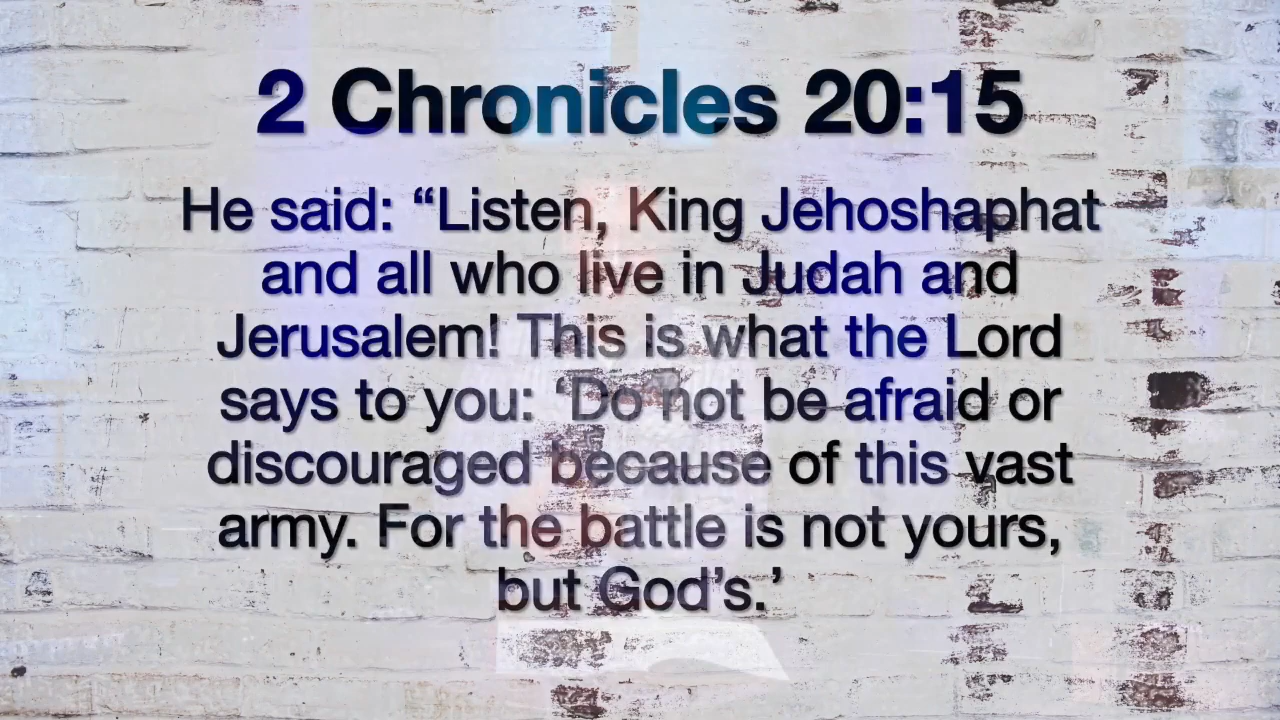 2 Chronicles 20:15
He said: “Listen, King Jehoshaphat
and all who live in Judah and
Jerusalem! This is what the Lord
says to you: ‘Do not be afraid or
discouraged because of this vast
army. For the battle is not yours,
but God’s.’